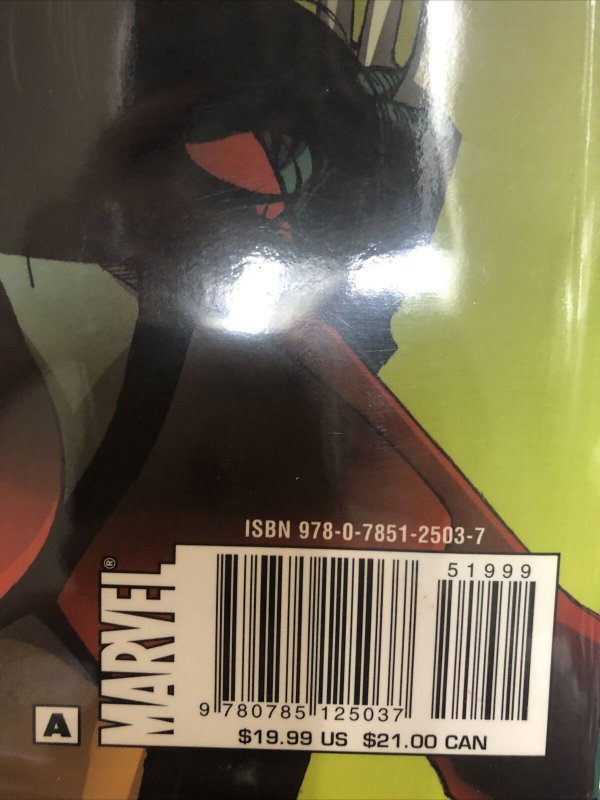 ISBN 978-0-7851-2503-7
MARVEL®
51999
9 780785 125037
$19.99 US $21.00 CAN
A